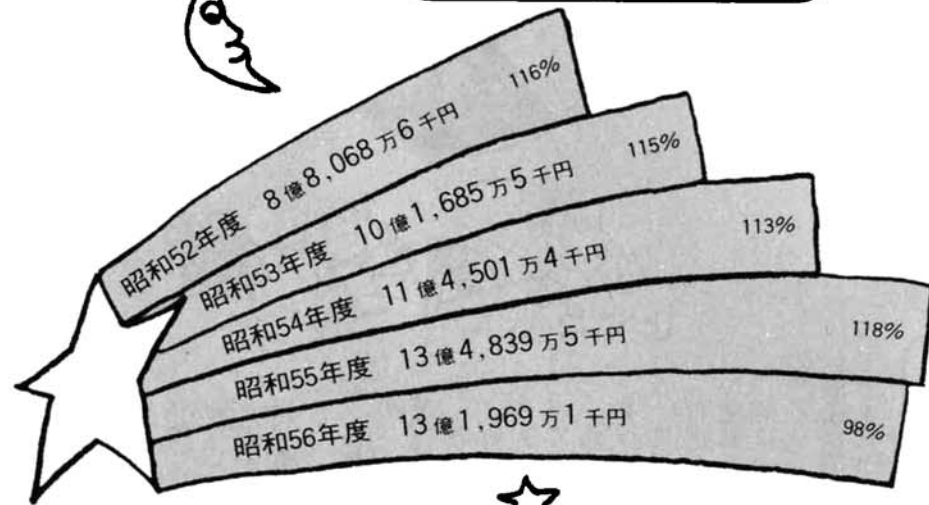 昭和52年度 8億8,068万6千円 116%
昭和53年度 10億1,685万5千円 115%
昭和54年度 11億4,501万4千円 113%
昭和55年度 13億4,839万5千円 118%
昭和56年度 13億1,969万1千円 98%